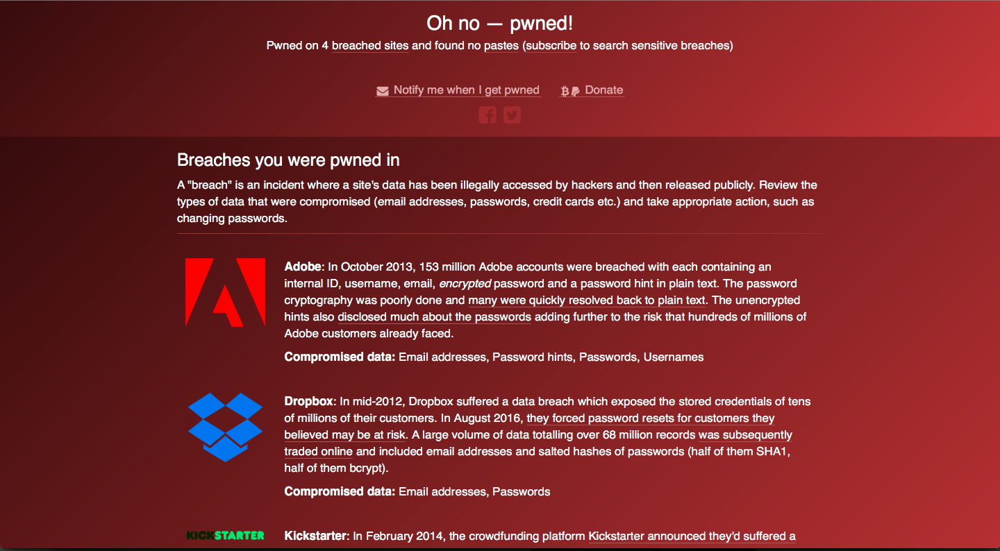 Oh no — pwned!
Pwned on 4 breached sites and found no pastes (subscribe to search sensitive breaches)
Notify me when I get pwned Donate
Breaches you were pwned in
A "breach" is an incident where a site's data has been illegally accessed by hackers and then released publicly. Review the
types of data that were compromised (email addresses, passwords, credit cards etc.) and take appropriate action, such as
changing passwords.
Adobe: In October 2013, 153 million Adobe accounts were breached with each containing an
internal ID, username, email, encrypted password and a password hint in plain text. The password
cryptography was poorly done and many were quickly resolved back to plain text. The unencrypted
hints also disclosed much about the passwords adding further to the risk that hundreds of millions of
Adobe customers already faced.
Compromised data: Email addresses, Password hints, Passwords, Usernames
Dropbox: In mid-2012, Dropbox suffered a data breach which exposed the stored credentials of tens
of millions of their customers. In August 2016, they forced password resets for customers they
believed may be at risk. A large volume of data totalling over 68 million records was subsequently
traded online and included email addresses and salted hashes of passwords (half of them SHA1,
half of them bcrypt).
Compromised data: Email addresses, Passwords
KICKSTARTER
Kickstarter: In February 2014, the crowdfunding platform Kickstarter announced they'd suffered a